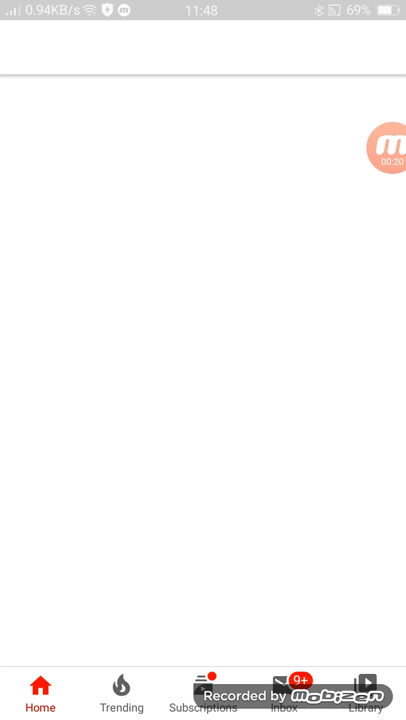 0.94KB/s 11:48 69%
m
00:20
9+
Recorded by mobizen
Home Trending Subscriptions Inbox Library